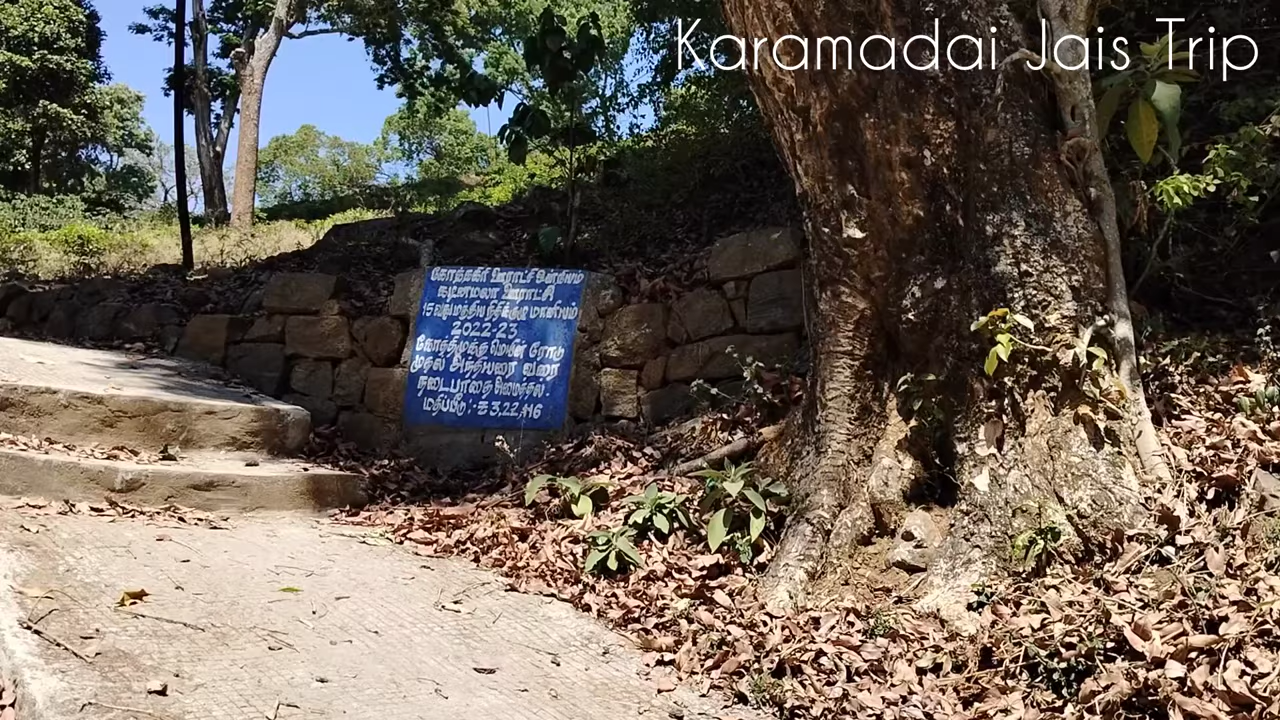 Karamadai Jais Trip
கோத்தகிரி ஊராட்சி ஒன்றியம்
ஊராட்சி
15 வது மத்திய நிதிக்குழு மானியம்
2022-23
மெயின் ரோடு
முதல் வரை
நடைபாதை அமைத்தல்.
மதிப்பீடு:-₹3,22,416